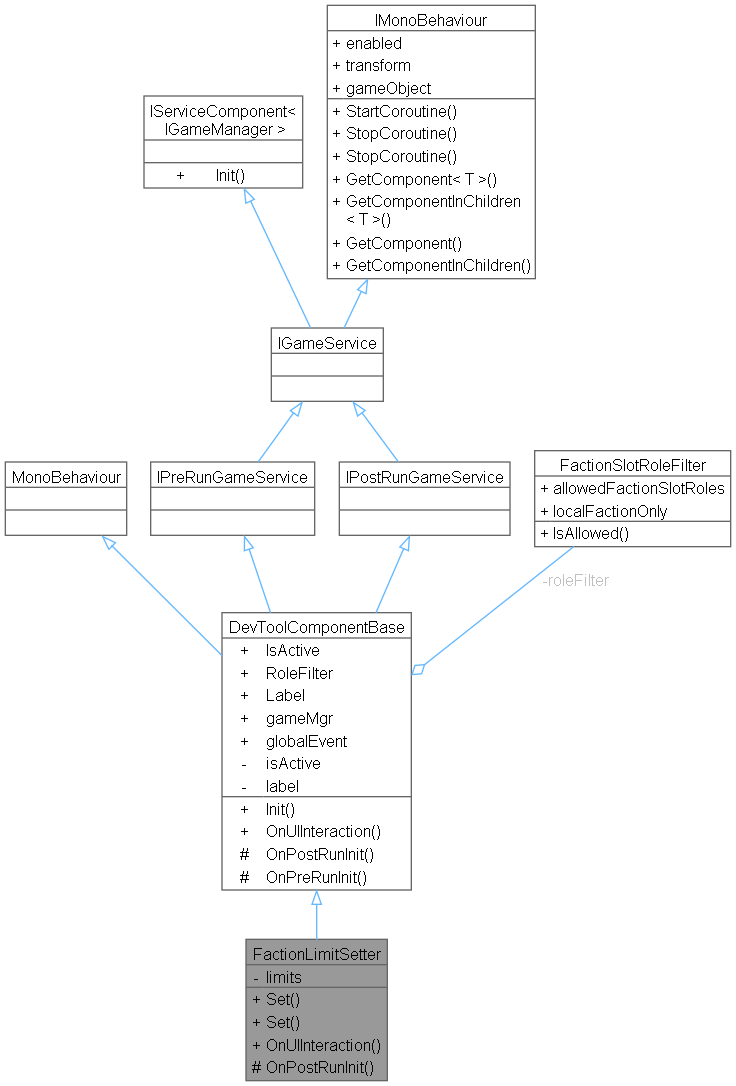 IMonoBehaviour
+ enabled
+ transform
+ gameObject
+ StartCoroutine()
+ StopCoroutine()
+ StopCoroutine()
+ GetComponent< T >()
+ GetComponentInChildren
< T >()
+ GetComponent()
+ GetComponentInChildren()
IServiceComponent<
IGameManager >
+ Init()
IGameService
MonoBehaviour
IPreRunGameService
IPostRunGameService
FactionSlotRoleFilter
+ allowedFactionSlotRoles
+ localFactionOnly
+ IsAllowed()
-roleFilter
DevToolComponentBase
+ IsActive
+ RoleFilter
+ Label
+ gameMgr
+ globalEvent
- isActive
- label
+ Init()
+ OnUIInteraction()
# OnPostRunInit()
# OnPreRunInit()
FactionLimitSetter
- limits
+ Set()
+ Set()
+ OnUIInteraction()
# OnPostRunInit()